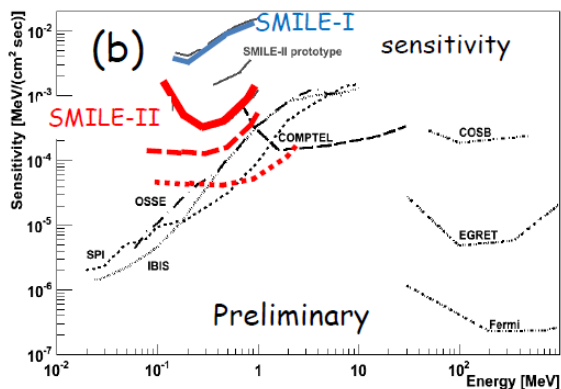 (b)
SMILE-I
SMILE-II prototype
sensitivity
SMILE-II
COMPTEL
COSB
OSSE
SPI
IBIS
EGRET
Fermi
Preliminary
Sensitivity [MeV/(cm² sec)]
10⁻²
10⁻³
10⁻⁴
10⁻⁵
10⁻⁶
10⁻⁷
10⁻²
10⁻¹
1
10
10²
Energy [MeV]